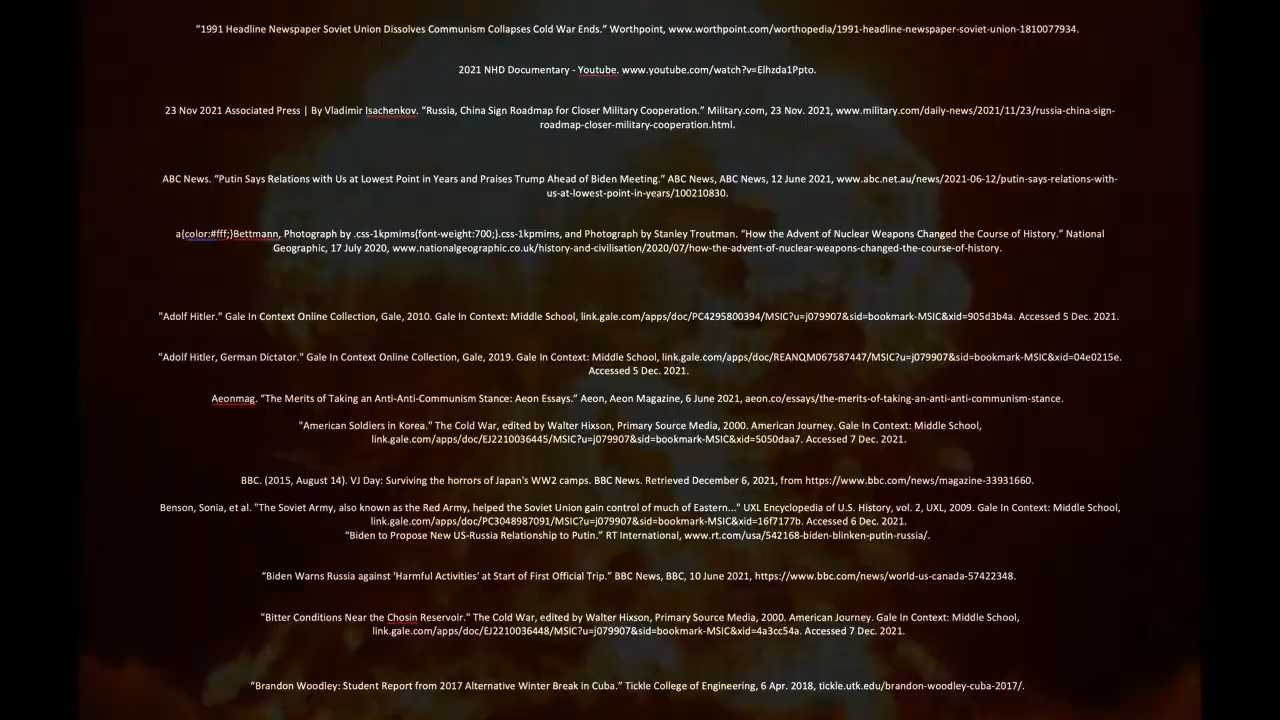 “1991 Headline Newspaper Soviet Union Dissolves Communism Collapses Cold War Ends.” Worthpoint, www.worthpoint.com/worthopedia/1991-headline-newspaper-soviet-union-1810077934.
2021 NHD Documentary - Youtube. www.youtube.com/watch?v=Elhzda1Ppto.
23 Nov 2021 Associated Press | By Vladimir Isachenkov. “Russia, China Sign Roadmap for Closer Military Cooperation.” Military.com, 23 Nov. 2021, www.military.com/daily-news/2021/11/23/russia-china-sign-
roadmap-closer-military-cooperation.html.
ABC News. “Putin Says Relations with Us at Lowest Point in Years and Praises Trump Ahead of Biden Meeting.” ABC News, ABC News, 12 June 2021, www.abc.net.au/news/2021-06-12/putin-says-relations-with-
us-at-lowest-point-in-years/100210830.
a{color:#fff;}Bettmann, Photograph by .css-1kpmims{font-weight:700;}.css-1kpmims, and Photograph by Stanley Troutman. “How the Advent of Nuclear Weapons Changed the Course of History.” National
Geographic, 17 July 2020, www.nationalgeographic.co.uk/history-and-civilisation/2020/07/how-the-advent-of-nuclear-weapons-changed-the-course-of-history.
"Adolf Hitler." Gale In Context Online Collection, Gale, 2010. Gale In Context: Middle School, link.gale.com/apps/doc/PC4295800394/MSIC?u=j079907&sid=bookmark-MSIC&xid=905d3b4a. Accessed 5 Dec. 2021.
"Adolf Hitler, German Dictator." Gale In Context Online Collection, Gale, 2019. Gale In Context: Middle School, link.gale.com/apps/doc/REANQM067587447/MSIC?u=j079907&sid=bookmark-MSIC&xid=04e0215e.
Accessed 5 Dec. 2021.
Aeonmag. “The Merits of Taking an Anti-Anti-Communism Stance: Aeon Essays.” Aeon, Aeon Magazine, 6 June 2021, aeon.co/essays/the-merits-of-taking-an-anti-anti-communism-stance.
"American Soldiers in Korea." The Cold War, edited by Walter Hixson, Primary Source Media, 2000. American Journey. Gale In Context: Middle School,
link.gale.com/apps/doc/EJ2210036445/MSIC?u=j079907&sid=bookmark-MSIC&xid=5050daa7. Accessed 7 Dec. 2021.
BBC. (2015, August 14). VJ Day: Surviving the horrors of Japan's WW2 camps. BBC News. Retrieved December 6, 2021, from https://www.bbc.com/news/magazine-33931660.
Benson, Sonia, et al. "The Soviet Army, also known as the Red Army, helped the Soviet Union gain control of much of Eastern..." UXL Encyclopedia of U.S. History, vol. 2, UXL, 2009. Gale In Context: Middle School,
link.gale.com/apps/doc/PC3048987091/MSIC?u=j079907&sid=bookmark-MSIC&xid=16f7177b. Accessed 6 Dec. 2021.
“Biden to Propose New US-Russia Relationship to Putin.” RT International, www.rt.com/usa/542168-biden-blinken-putin-russia/.
“Biden Warns Russia against 'Harmful Activities' at Start of First Official Trip.” BBC News, BBC, 10 June 2021, https://www.bbc.com/news/world-us-canada-57422348.
"Bitter Conditions Near the Chosin Reservoir." The Cold War, edited by Walter Hixson, Primary Source Media, 2000. American Journey. Gale In Context: Middle School,
link.gale.com/apps/doc/EJ2210036448/MSIC?u=j079907&sid=bookmark-MSIC&xid=4a3cc54a. Accessed 7 Dec. 2021.
“Brandon Woodley: Student Report from 2017 Alternative Winter Break in Cuba.” Tickle College of Engineering, 6 Apr. 2018, tickle.utk.edu/brandon-woodley-cuba-2017/.